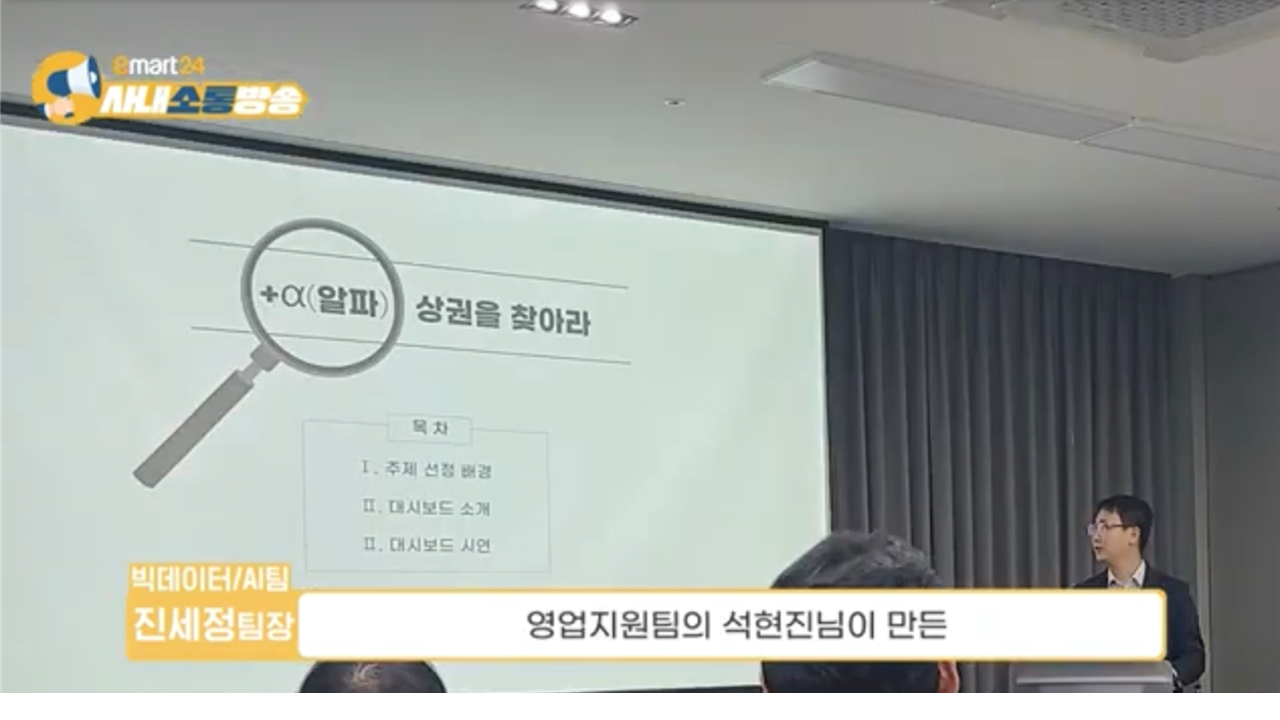 emart24
사내소통방송
+α(알파) 상권을 찾아라
목 차
Ⅰ. 주제 선정 배경
Ⅱ. 대시보드 소개
Ⅱ. 대시보드 시연
빅데이터/AI팀
진세정팀장
영업지원팀의 석현진님이 만든